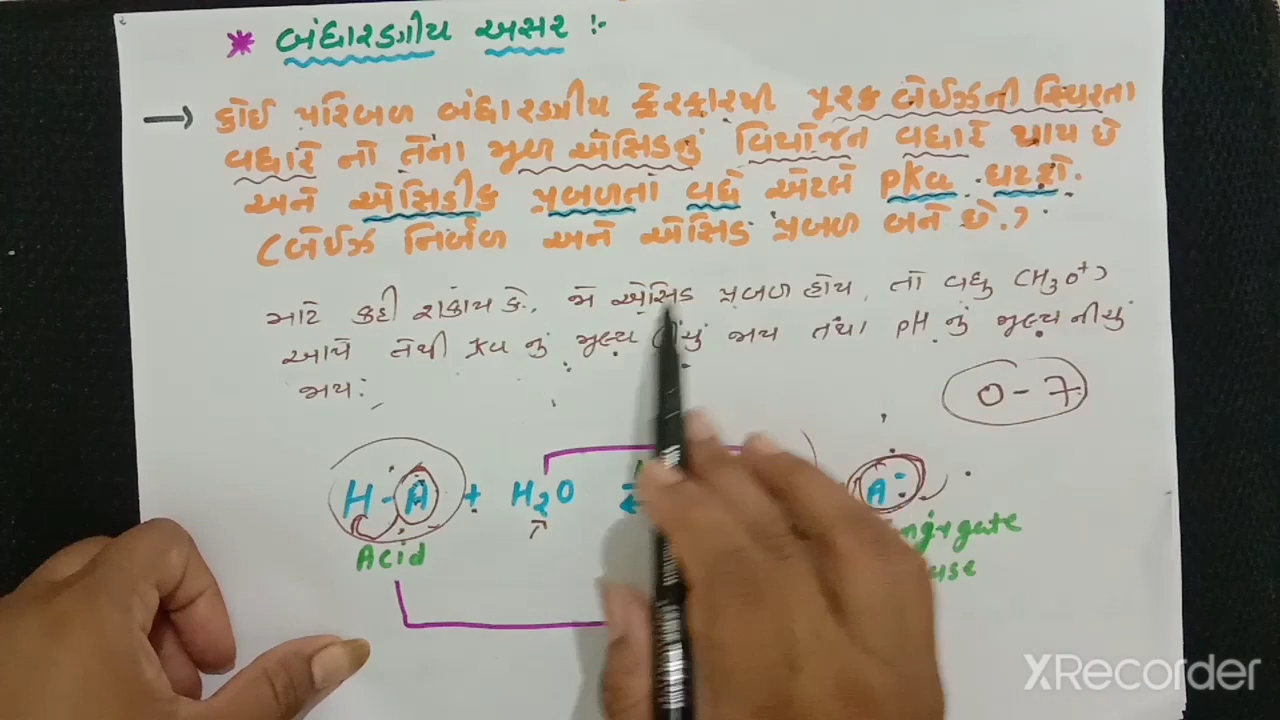 * બંધારણીય અસર :-
→ કોઈ પરિબળ બંધારણીય ફેરફારથી પૂરક બેઈઝની સ્થિરતા
વધારે તો તેના મૂળ એસિડનું વિયોજન વધારે થાય છે
અને એસિડીક પ્રબળતા વધે એટલે pKa ઘટશે.
(બેઈઝ નિર્બળ અને એસિડ પ્રબળ બને છે.)
માટે કહી શકાય કે, જો એસિડ પ્રબળ હોય, તો વધુ (H3O+)
આપે તેથી નું મૂલ્ય જાય તથા pH નું મૂલ્ય નીચું
જાય.
0-7
H-A + H2O A:-
Acid
XRecorder